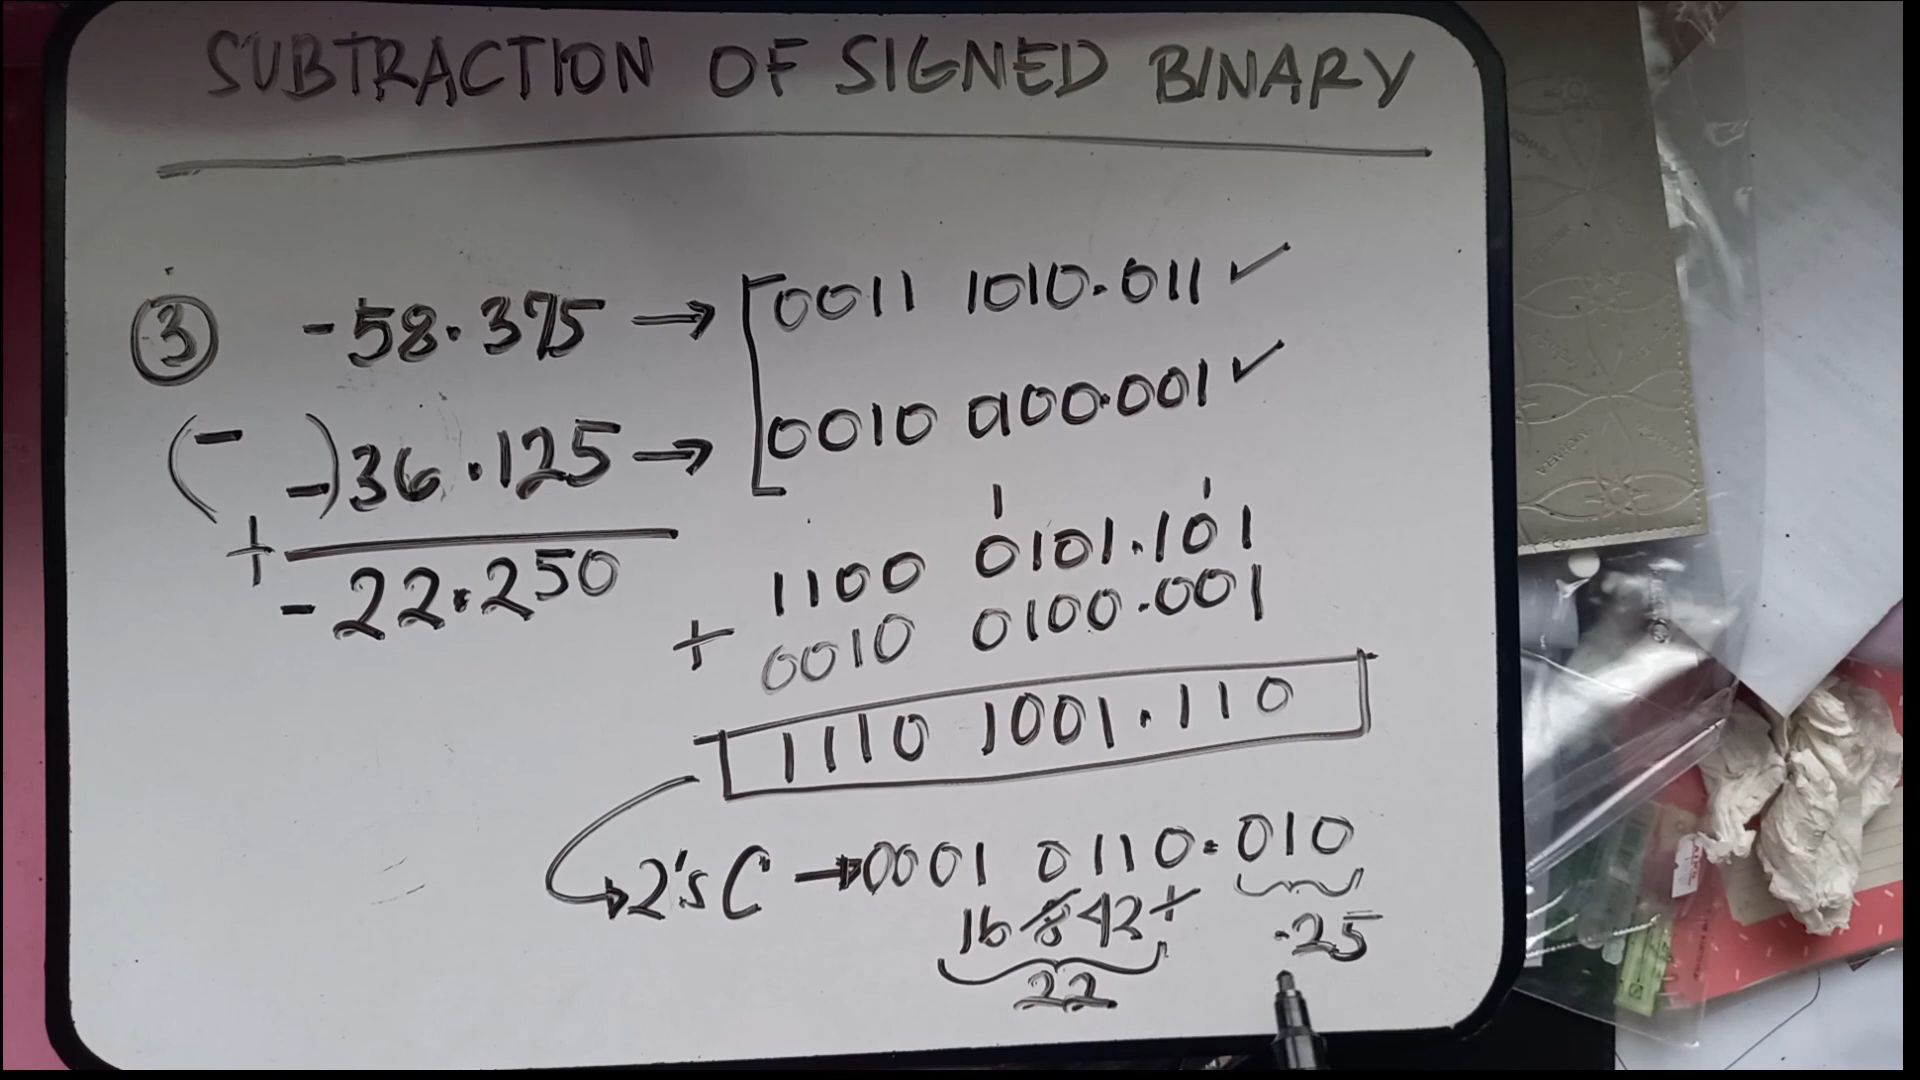 SUBTRACTION OF SIGNED BINARY
③ -58.375 → 0011 1010.011 ✓
(- -)36.125 → 0010 0100.001 ✓
+
-22.250
1 1
1100 0101.101
+ 0010 0100.001
1110 1001.110
2's C → 0001 0110.010
16 8 4 2 1
.25
22